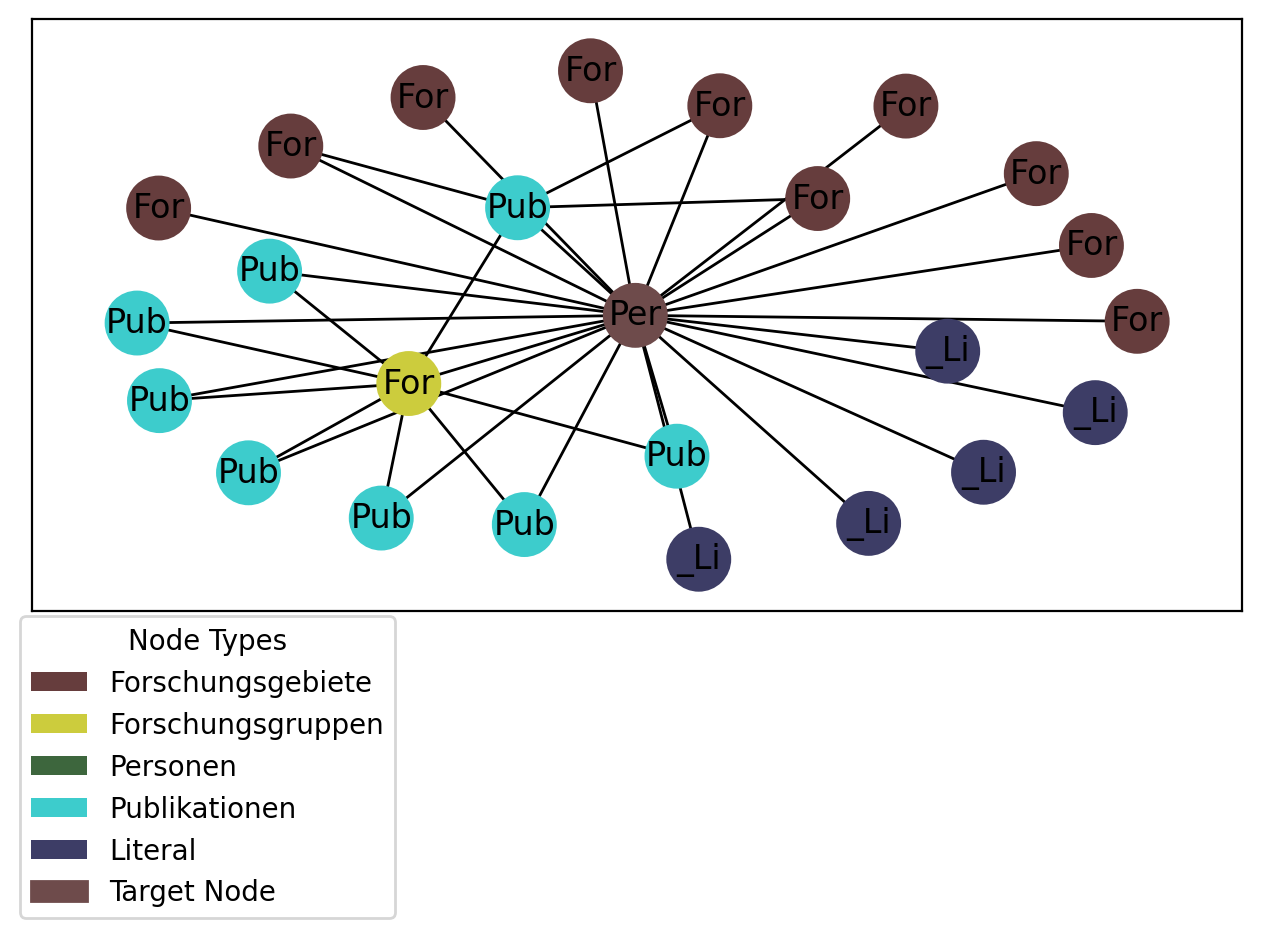 For
For
For
For
For
For
For
Pub
For
For
Pub
For
Pub
Per
For
_Li
For
Pub
_Li
Pub
Pub
_Li
Pub
Pub
_Li
_Li
Node Types
Forschungsgebiete
Forschungsgruppen
Personen
Publikationen
Literal
Target Node